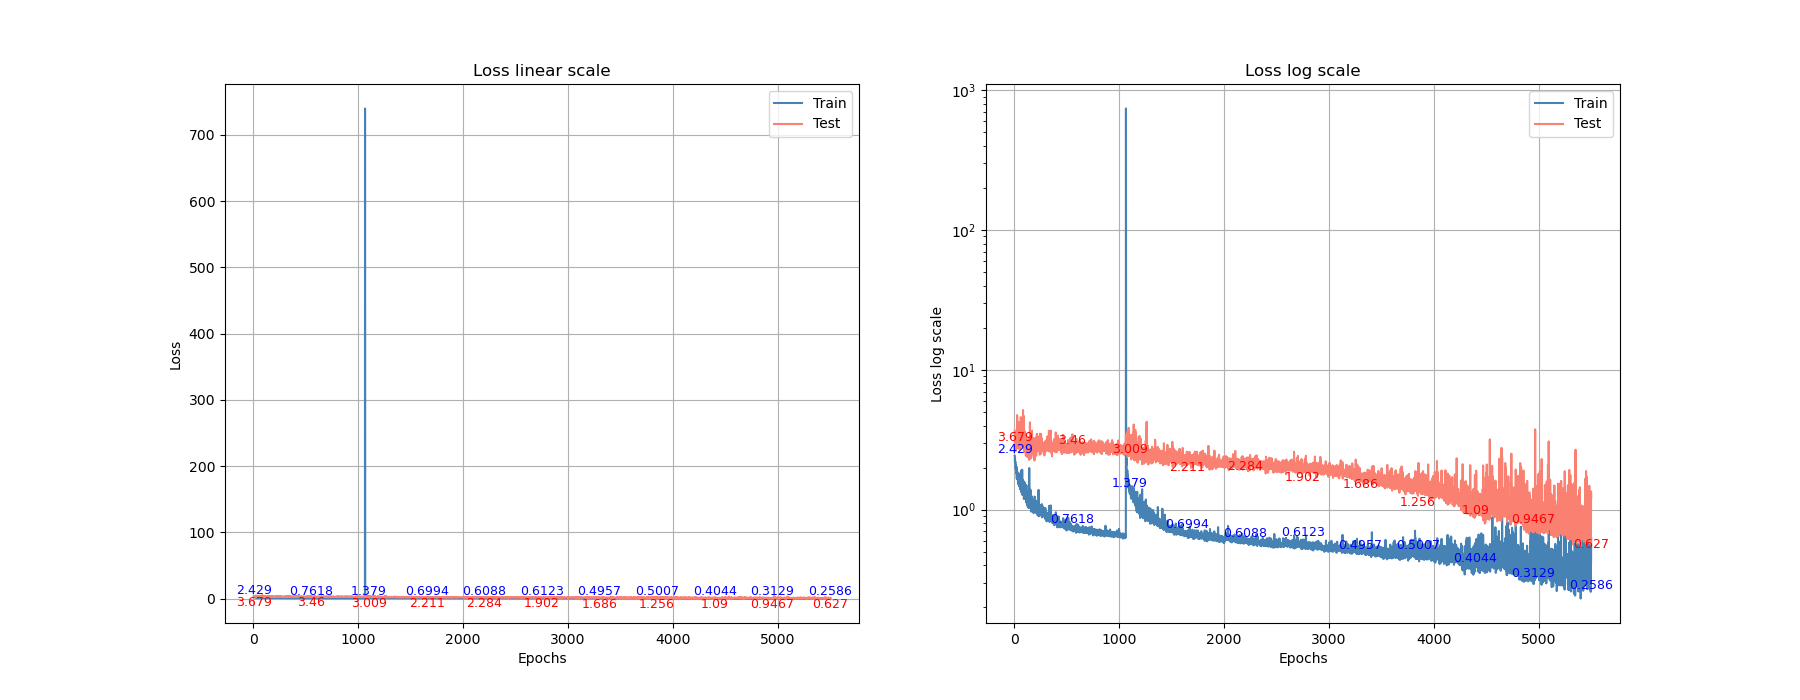 Loss linear scale
Train
Test
700
600
500
400
300
200
100
0
Loss
2.429 0.7618 1.379 0.6994 0.6088 0.6123 0.4957 0.5007 0.4044 0.3129 0.2586
3.679 3.46 3.009 2.211 2.284 1.902 1.686 1.256 1.09 0.9467 0.627
0 1000 2000 3000 4000 5000
Epochs
Loss log scale
Train
Test
10³
10²
10¹
10⁰
Loss log scale
3.679 3.46 3.009 2.211 2.284 1.902 1.686 1.256 1.09 0.9467 0.627
2.429 0.7618 1.379 0.6994 0.6088 0.6123 0.4957 0.5007 0.4044 0.3129 0.2586
0 1000 2000 3000 4000 5000
Epochs